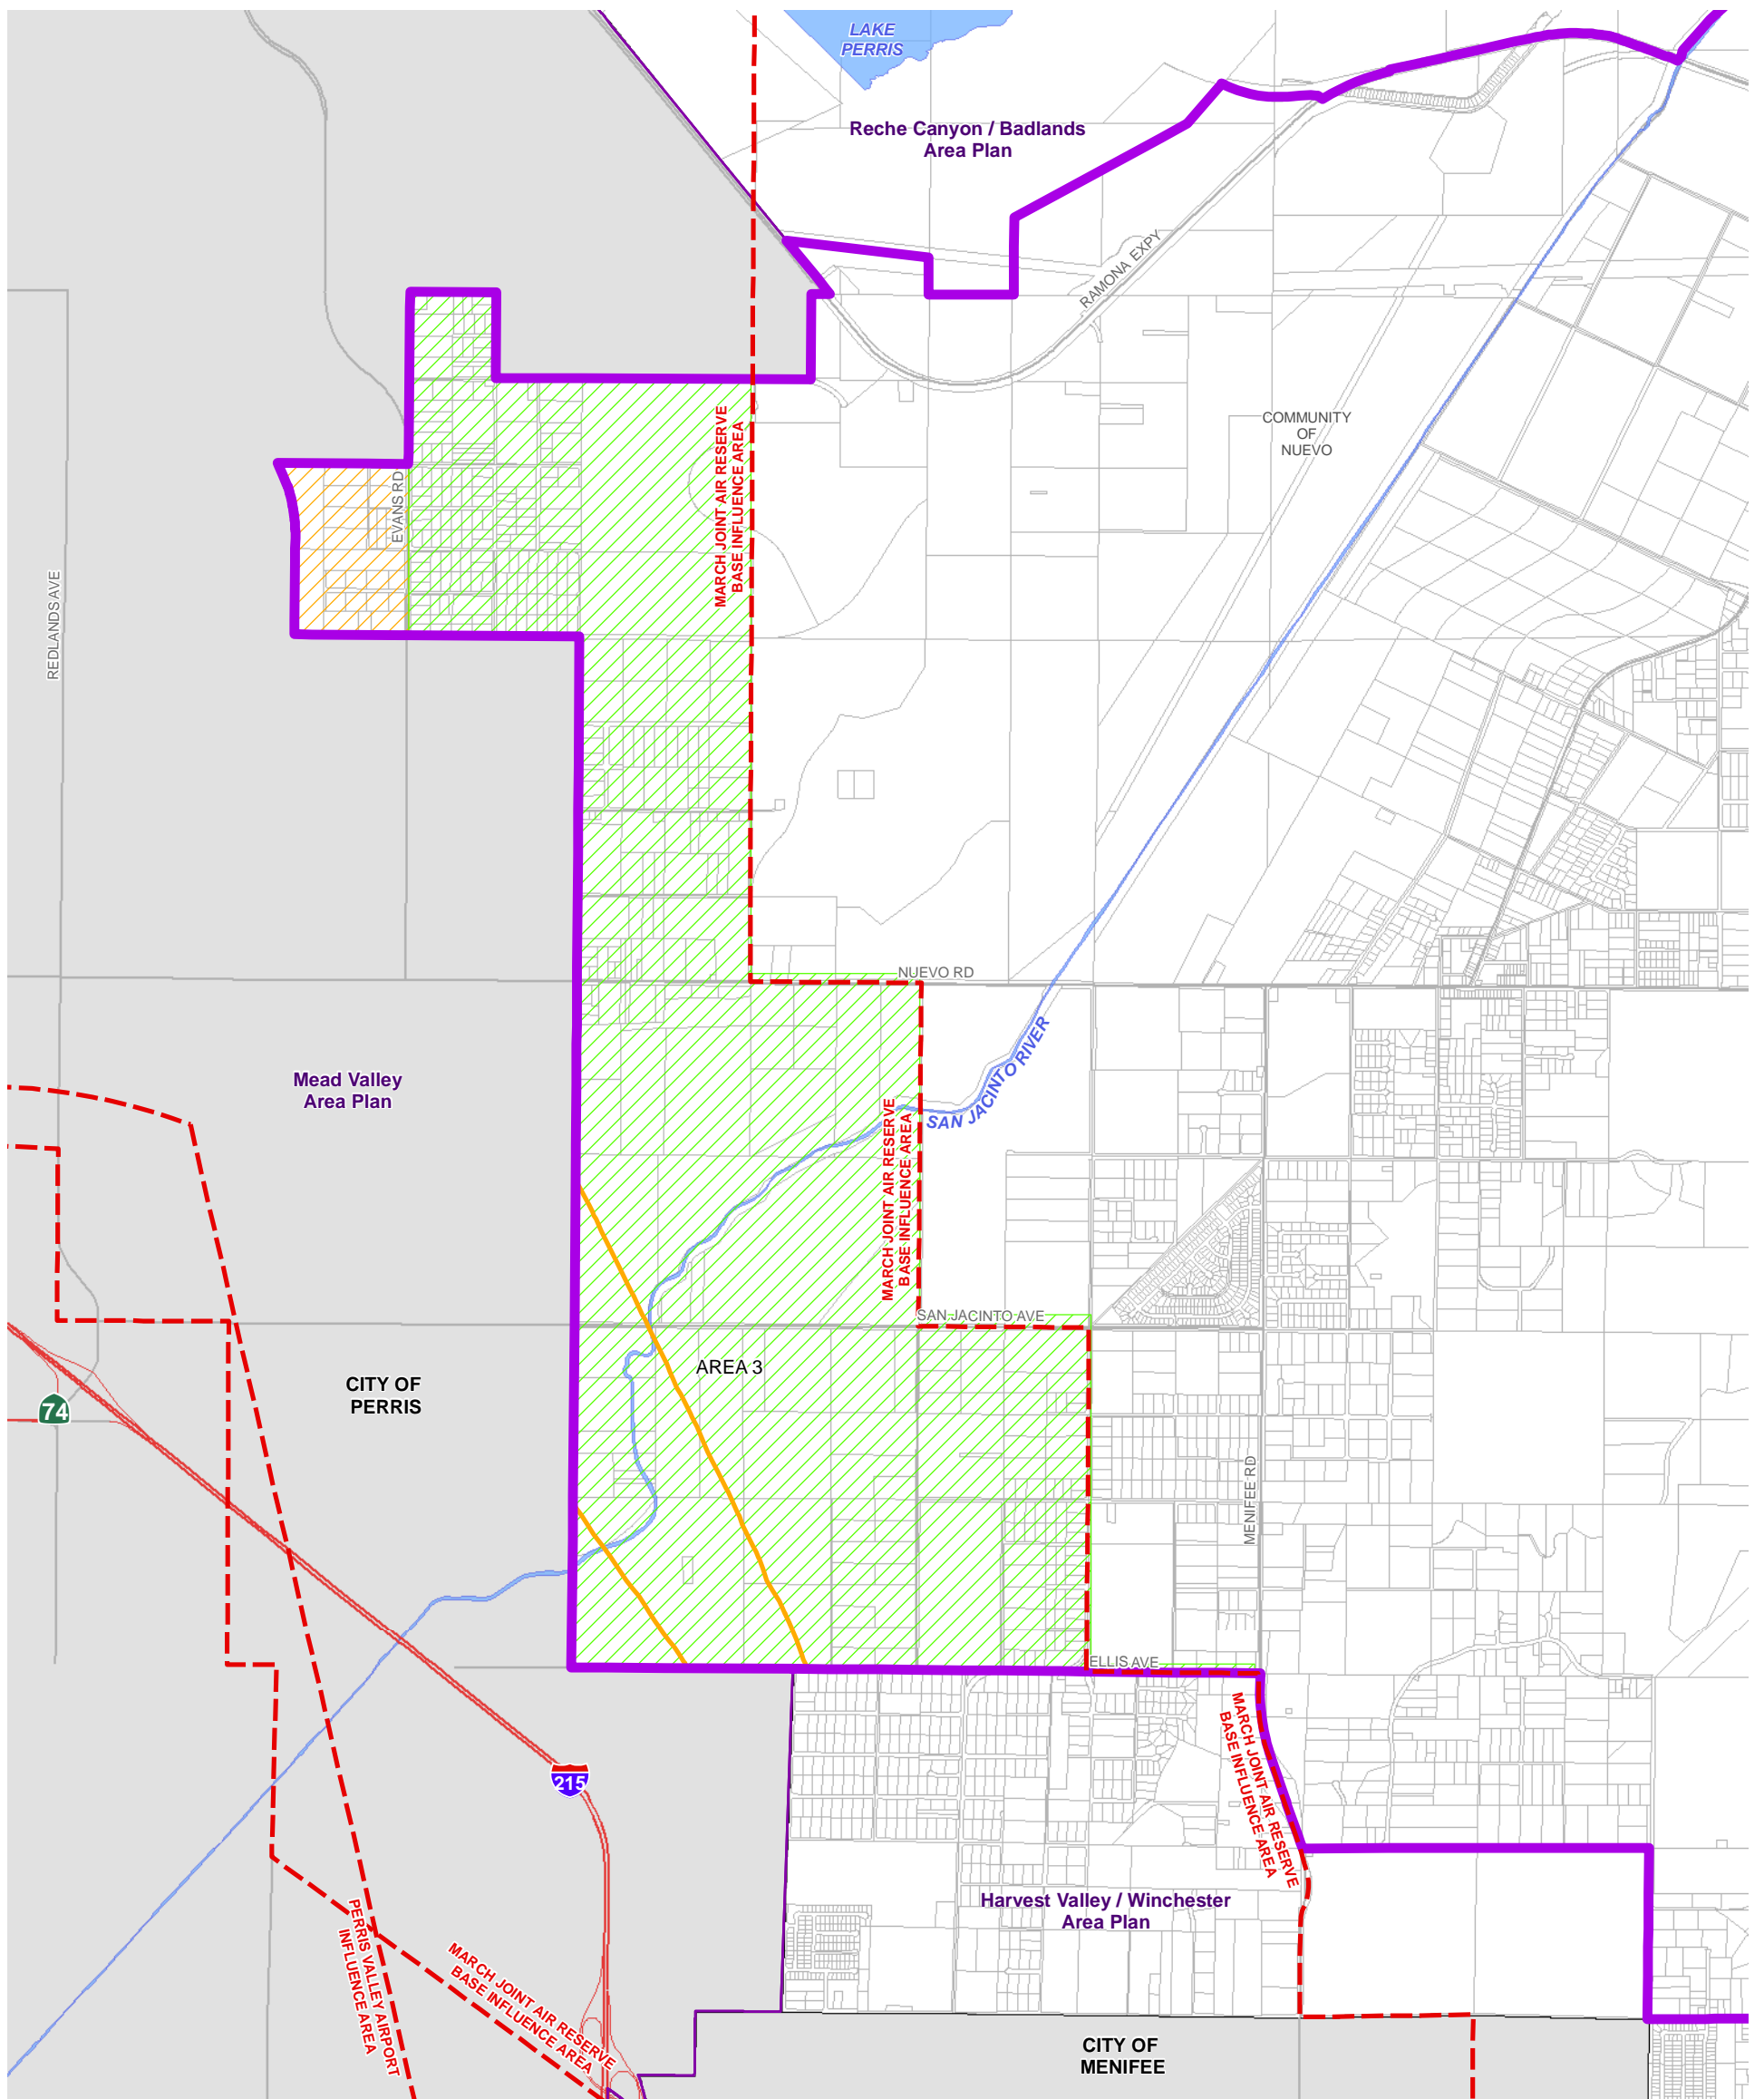 LAKE
PERRIS
Reche Canyon / Badlands
Area Plan
RAMONA EXPY
COMMUNITY
OF
NUEVO
MARCH JOINT AIR RESERVE
BASE INFLUENCE AREA
EVANS RD
REDLANDS AVE
NUEVO RD
SAN JACINTO RIVER
Mead Valley
Area Plan
MARCH JOINT AIR RESERVE
BASE INFLUENCE AREA
SAN JACINTO AVE
AREA 3
CITY OF
PERRIS
74
MENIFEE RD
ELLIS AVE
MARCH JOINT AIR RESERVE
BASE INFLUENCE AREA
215
Harvest Valley / Winchester
Area Plan
PERRIS VALLEY AIRPORT
INFLUENCE AREA
MARCH JOINT AIR RESERVE
BASE INFLUENCE AREA
CITY OF
MENIFEE